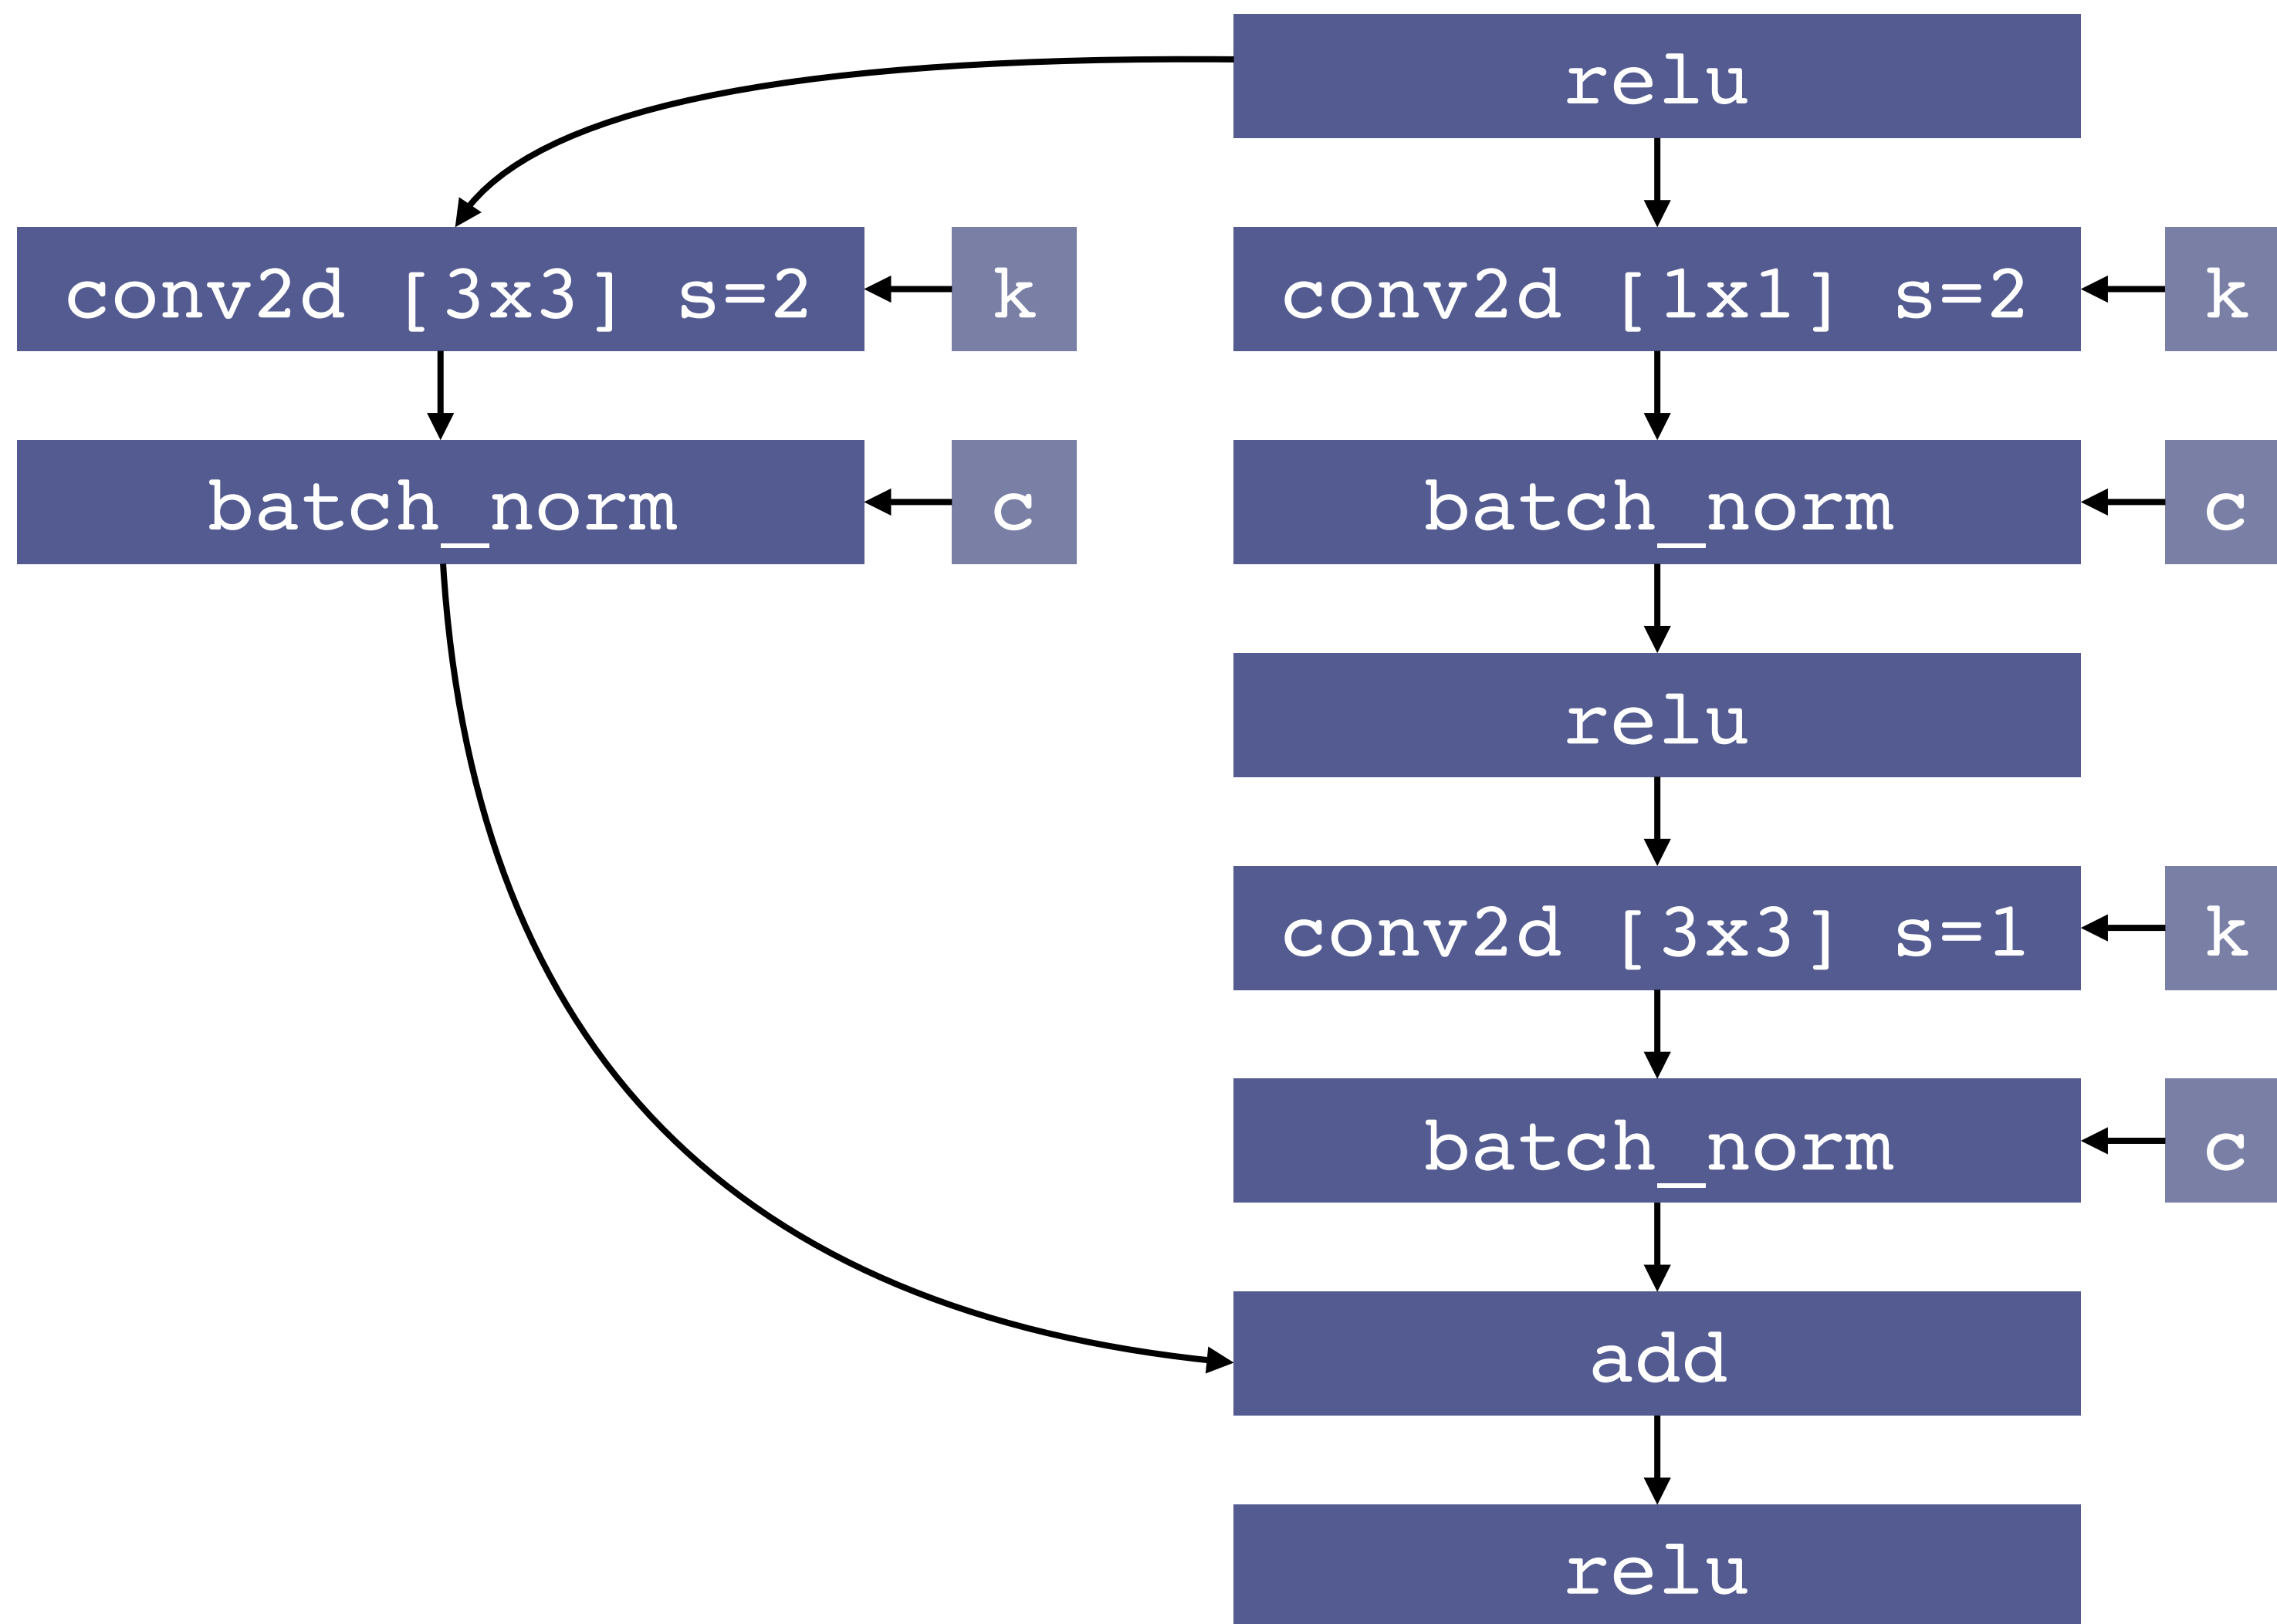 relu
conv2d [3x3] s=2
k
conv2d [1x1] s=2
k
batch_norm
c
batch_norm
c
relu
conv2d [3x3] s=1
k
batch_norm
c
add
relu